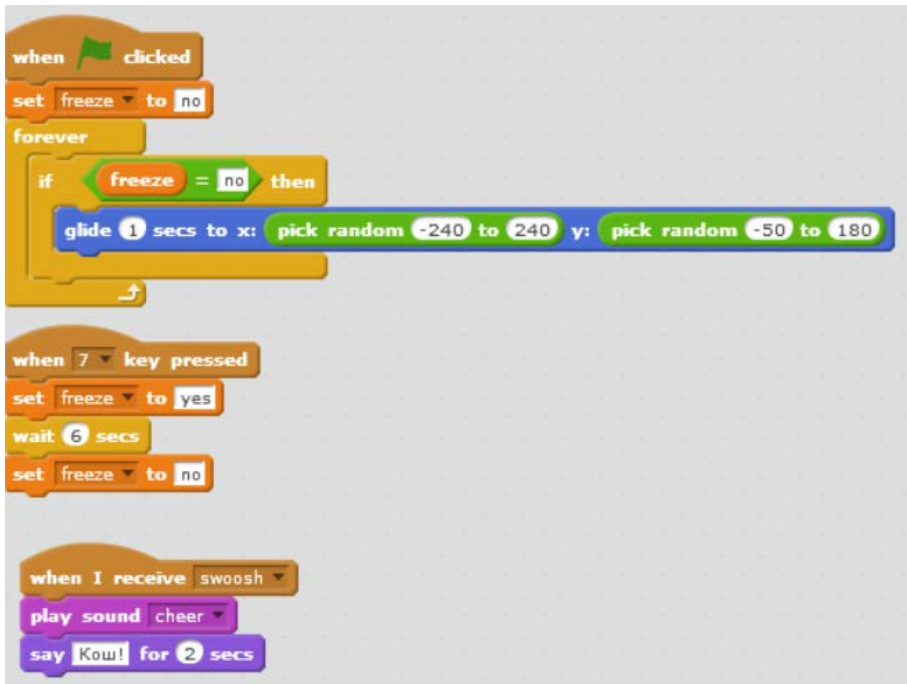 when clicked
set freeze to no
forever
if freeze = no then
glide 1 secs to x: pick random -240 to 240 y: pick random -50 to 180
when 7 key pressed
set freeze to yes
wait 6 secs
set freeze to no
when I receive swoosh
play sound cheer
say Кош! for 2 secs